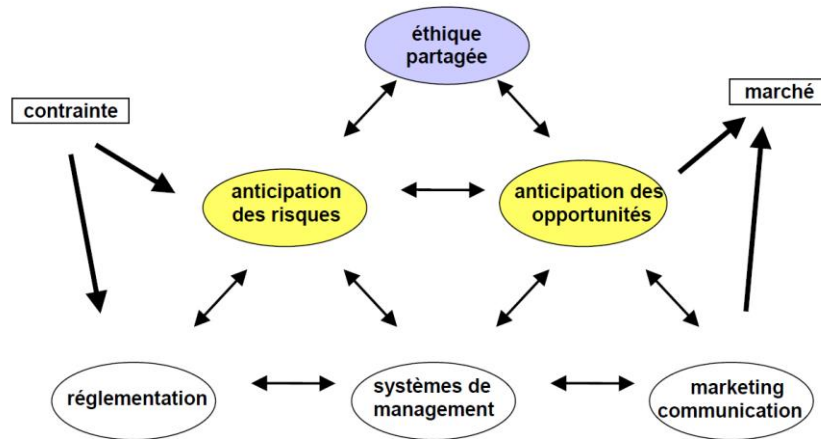 éthique
partagée
contrainte
marché
anticipation
des risques
anticipation des
opportunités
réglementation
systèmes de
management
marketing
communication